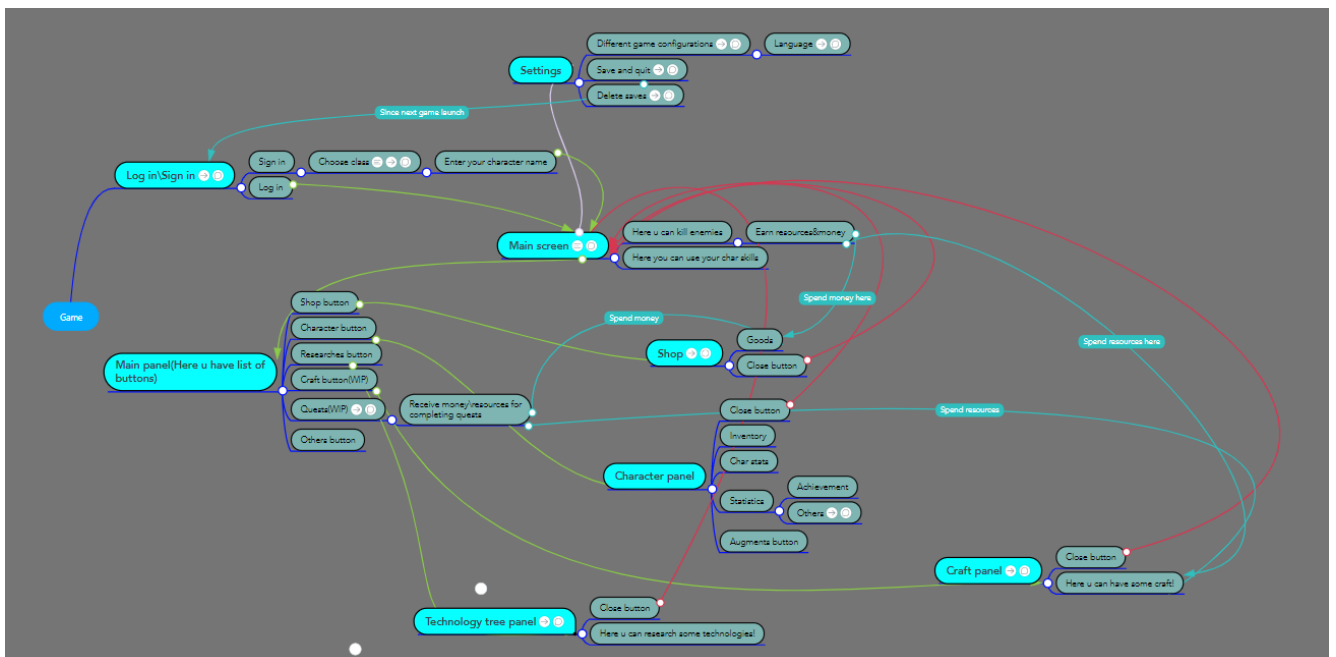 Different game configurations
Language
Settings
Save and quit
Delete saves
Since next game launch
Sign in
Choose class
Enter your character name
Log in\Sign in
Log in
Here u can kill enemies
Earn resources&money
Main screen
Here you can use your char skills
Shop button
Spend money here
Game
Spend money
Character button
Goods
Spend resources here
Researches button
Shop
Close button
Main panel(Here u have list of
buttons)
Craft button(WIP)
Quests(WIP)
Receive money\resources for
completing quests
Close button
Spend resources
Others button
Inventory
Char stats
Character panel
Achievement
Statistics
Others
Augments button
Close button
Craft panel
Here u can have some craft!
Close button
Technology tree panel
Here u can research some technologies!